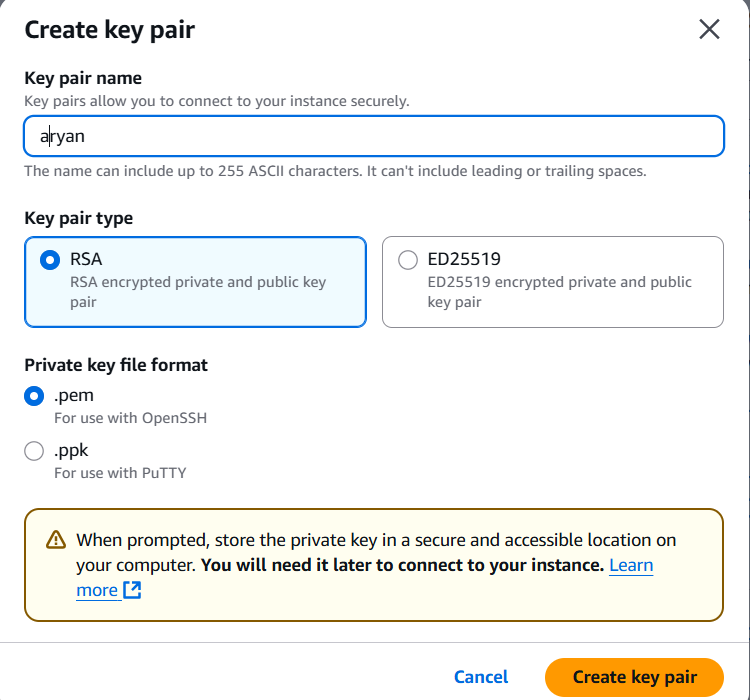 Create key pair
Key pair name
Key pairs allow you to connect to your instance securely.
aryan
The name can include up to 255 ASCII characters. It can't include leading or trailing spaces.
Key pair type
RSA
RSA encrypted private and public key
pair
ED25519
ED25519 encrypted private and public
key pair
Private key file format
.pem
For use with OpenSSH
.ppk
For use with PuTTY
When prompted, store the private key in a secure and accessible location on
your computer. You will need it later to connect to your instance. Learn
more
Cancel
Create key pair